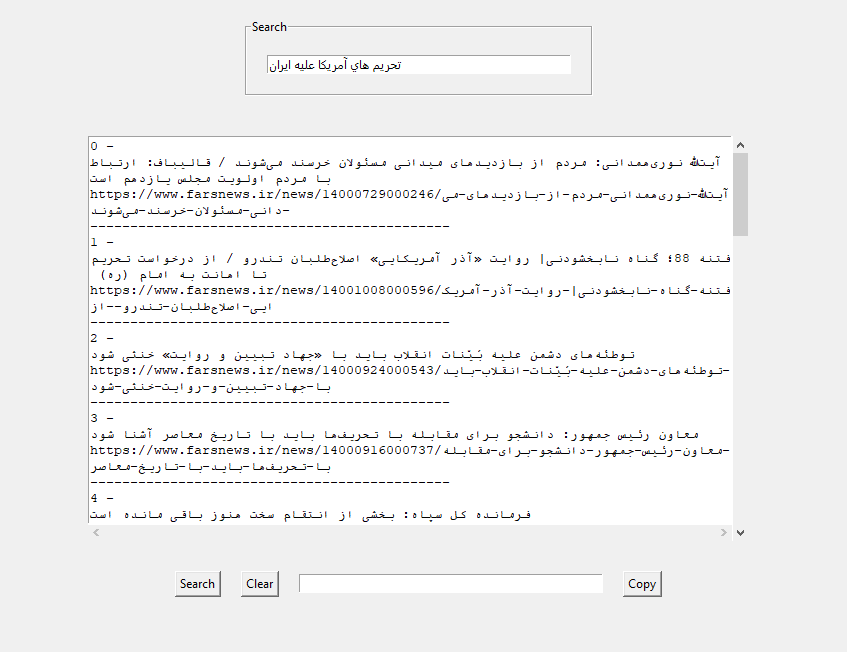 Search
تحريم هاي آمريكا عليه ايران
0 -
آیت‌الله نوری‌همدانی: مردم از بازدیدهای میدانی مسئولان خرسند می‌شوند / قالیباف: ارتباط
با مردم اولویت مجلس یازدهم است
https://www.farsnews.ir/news/14000729000246/آیت‌الله-نوری‌همدانی-مردم-از-بازدیدهای-می
دانی-مسئولان-خرسند-می‌شوند-
---------------------------------------------
1 -
فتنه 88؛ گناه نابخشودنی| روایت «آذر آمریکایی» اصلاح‌طلبان تندرو / از درخواست تحریم
تا اهانت به امام (ره)
https://www.farsnews.ir/news/14001008000596/فتنه-گناه-نابخشودنی|-روایت-آذر-آمریک
ایی-اصلاح‌طلبان-تندرو--از
---------------------------------------------
2 -
توطئه‌های دشمن علیه بَیّنات انقلاب باید با «جهاد تبیین و روایت» خنثی شود
https://www.farsnews.ir/news/14000924000543/توطئه‌های-دشمن-علیه-بَیّنات-انقلاب-باید-
با-جهاد-تبیین-و-روایت-خنثی-شود
---------------------------------------------
3 -
معاون رئیس جمهور: دانشجو برای مقابله با تحریف‌ها باید با تاریخ معاصر آشنا شود
https://www.farsnews.ir/news/14000916000737/معاون-رئیس-جمهور-دانشجو-برای-مقابله-
با-تحریف‌ها-باید-با-تاریخ-معاصر
---------------------------------------------
4 -
فرمانده کل سپاه: بخشی از انتقام سخت هنوز باقی مانده است
Search
Clear
Copy